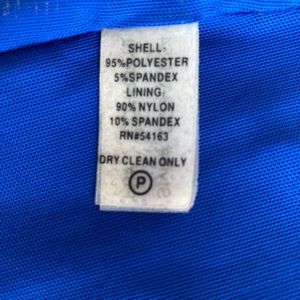 SHELL:
95%POLYESTER
5%SPANDEX
LINING:
90% NYLON
10% SPANDEX
RN#54163
DRY CLEAN ONLY
P